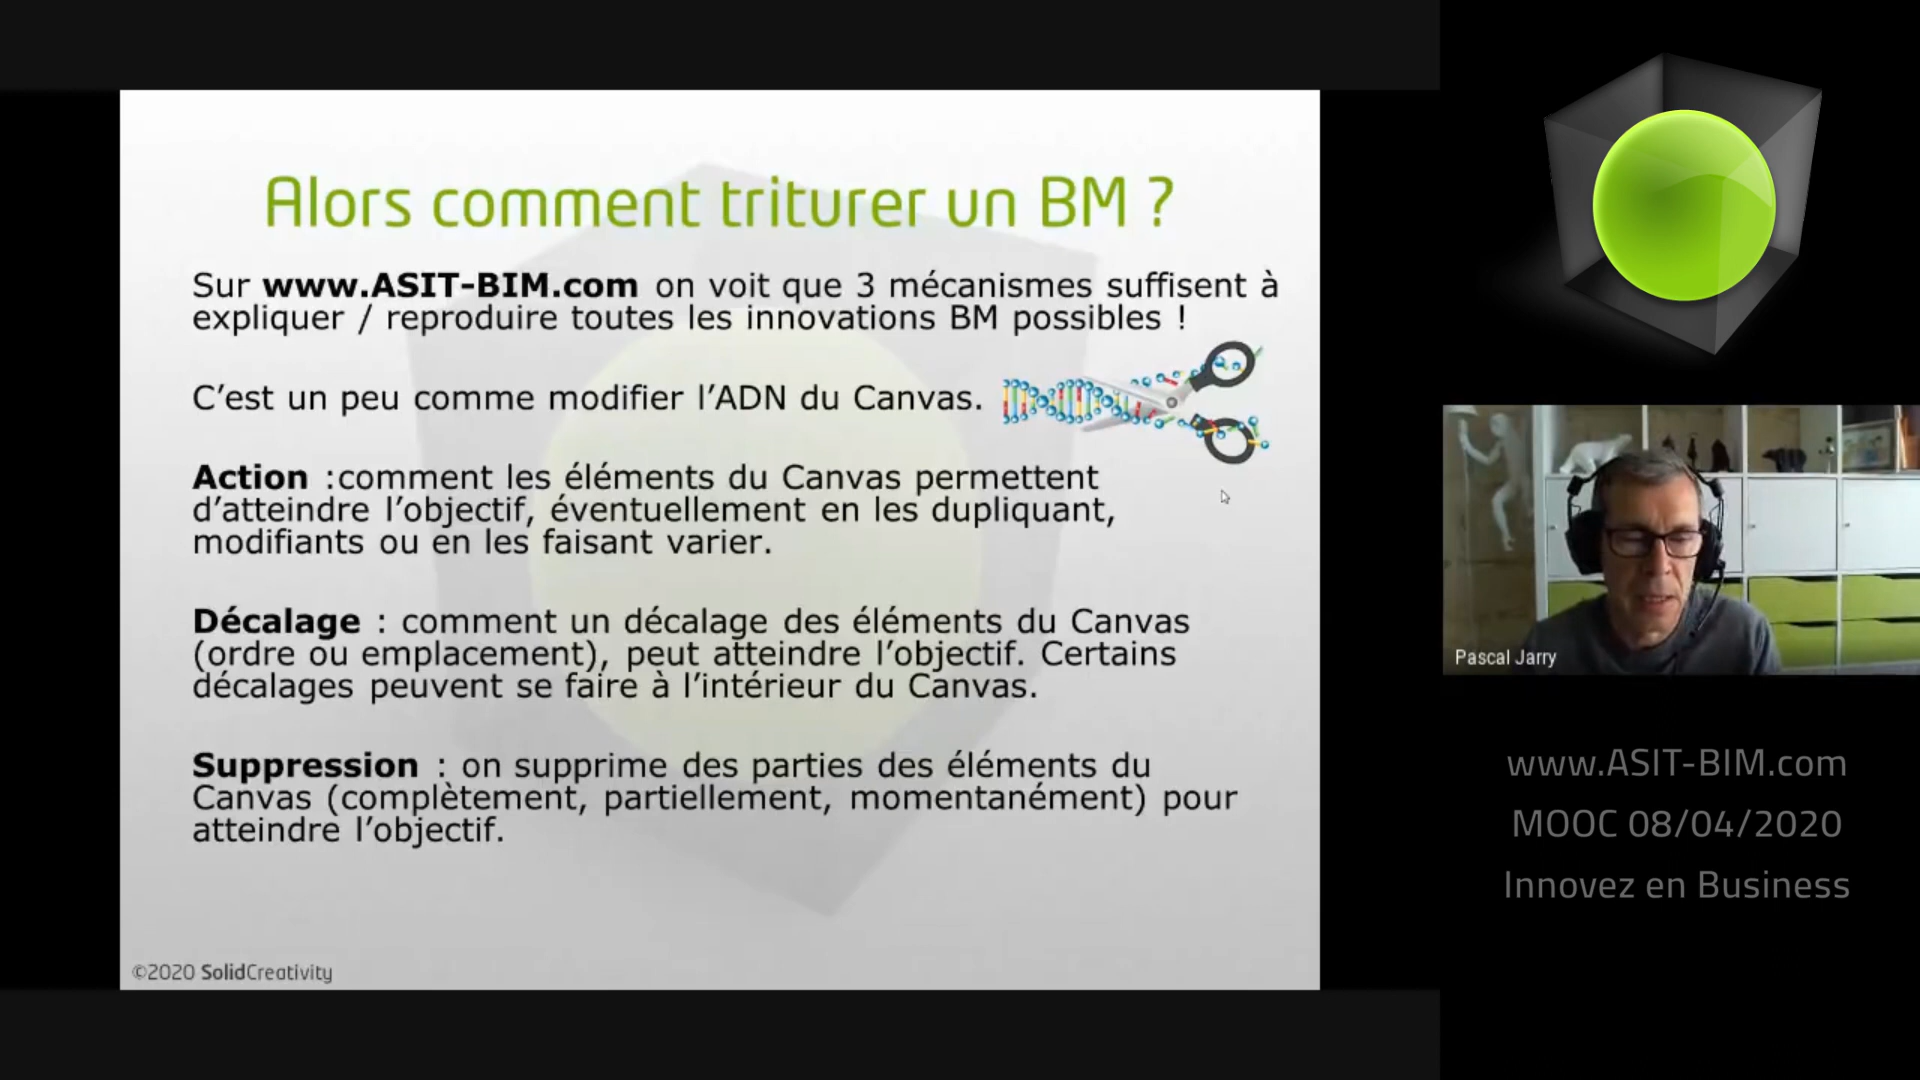 Alors comment triturer un BM ?
Sur www.ASIT-BIM.com on voit que 3 mécanismes suffisent à
expliquer / reproduire toutes les innovations BM possibles !
C’est un peu comme modifier l’ADN du Canvas.
Action :comment les éléments du Canvas permettent
d’atteindre l’objectif, éventuellement en les dupliquant,
modifiants ou en les faisant varier.
Décalage : comment un décalage des éléments du Canvas
(ordre ou emplacement), peut atteindre l’objectif. Certains
décalages peuvent se faire à l’intérieur du Canvas.
Suppression : on supprime des parties des éléments du
Canvas (complètement, partiellement, momentanément) pour
atteindre l’objectif.
©2020 SolidCreativity
Pascal Jarry
www.ASIT-BIM.com
MOOC 08/04/2020
Innovez en Business